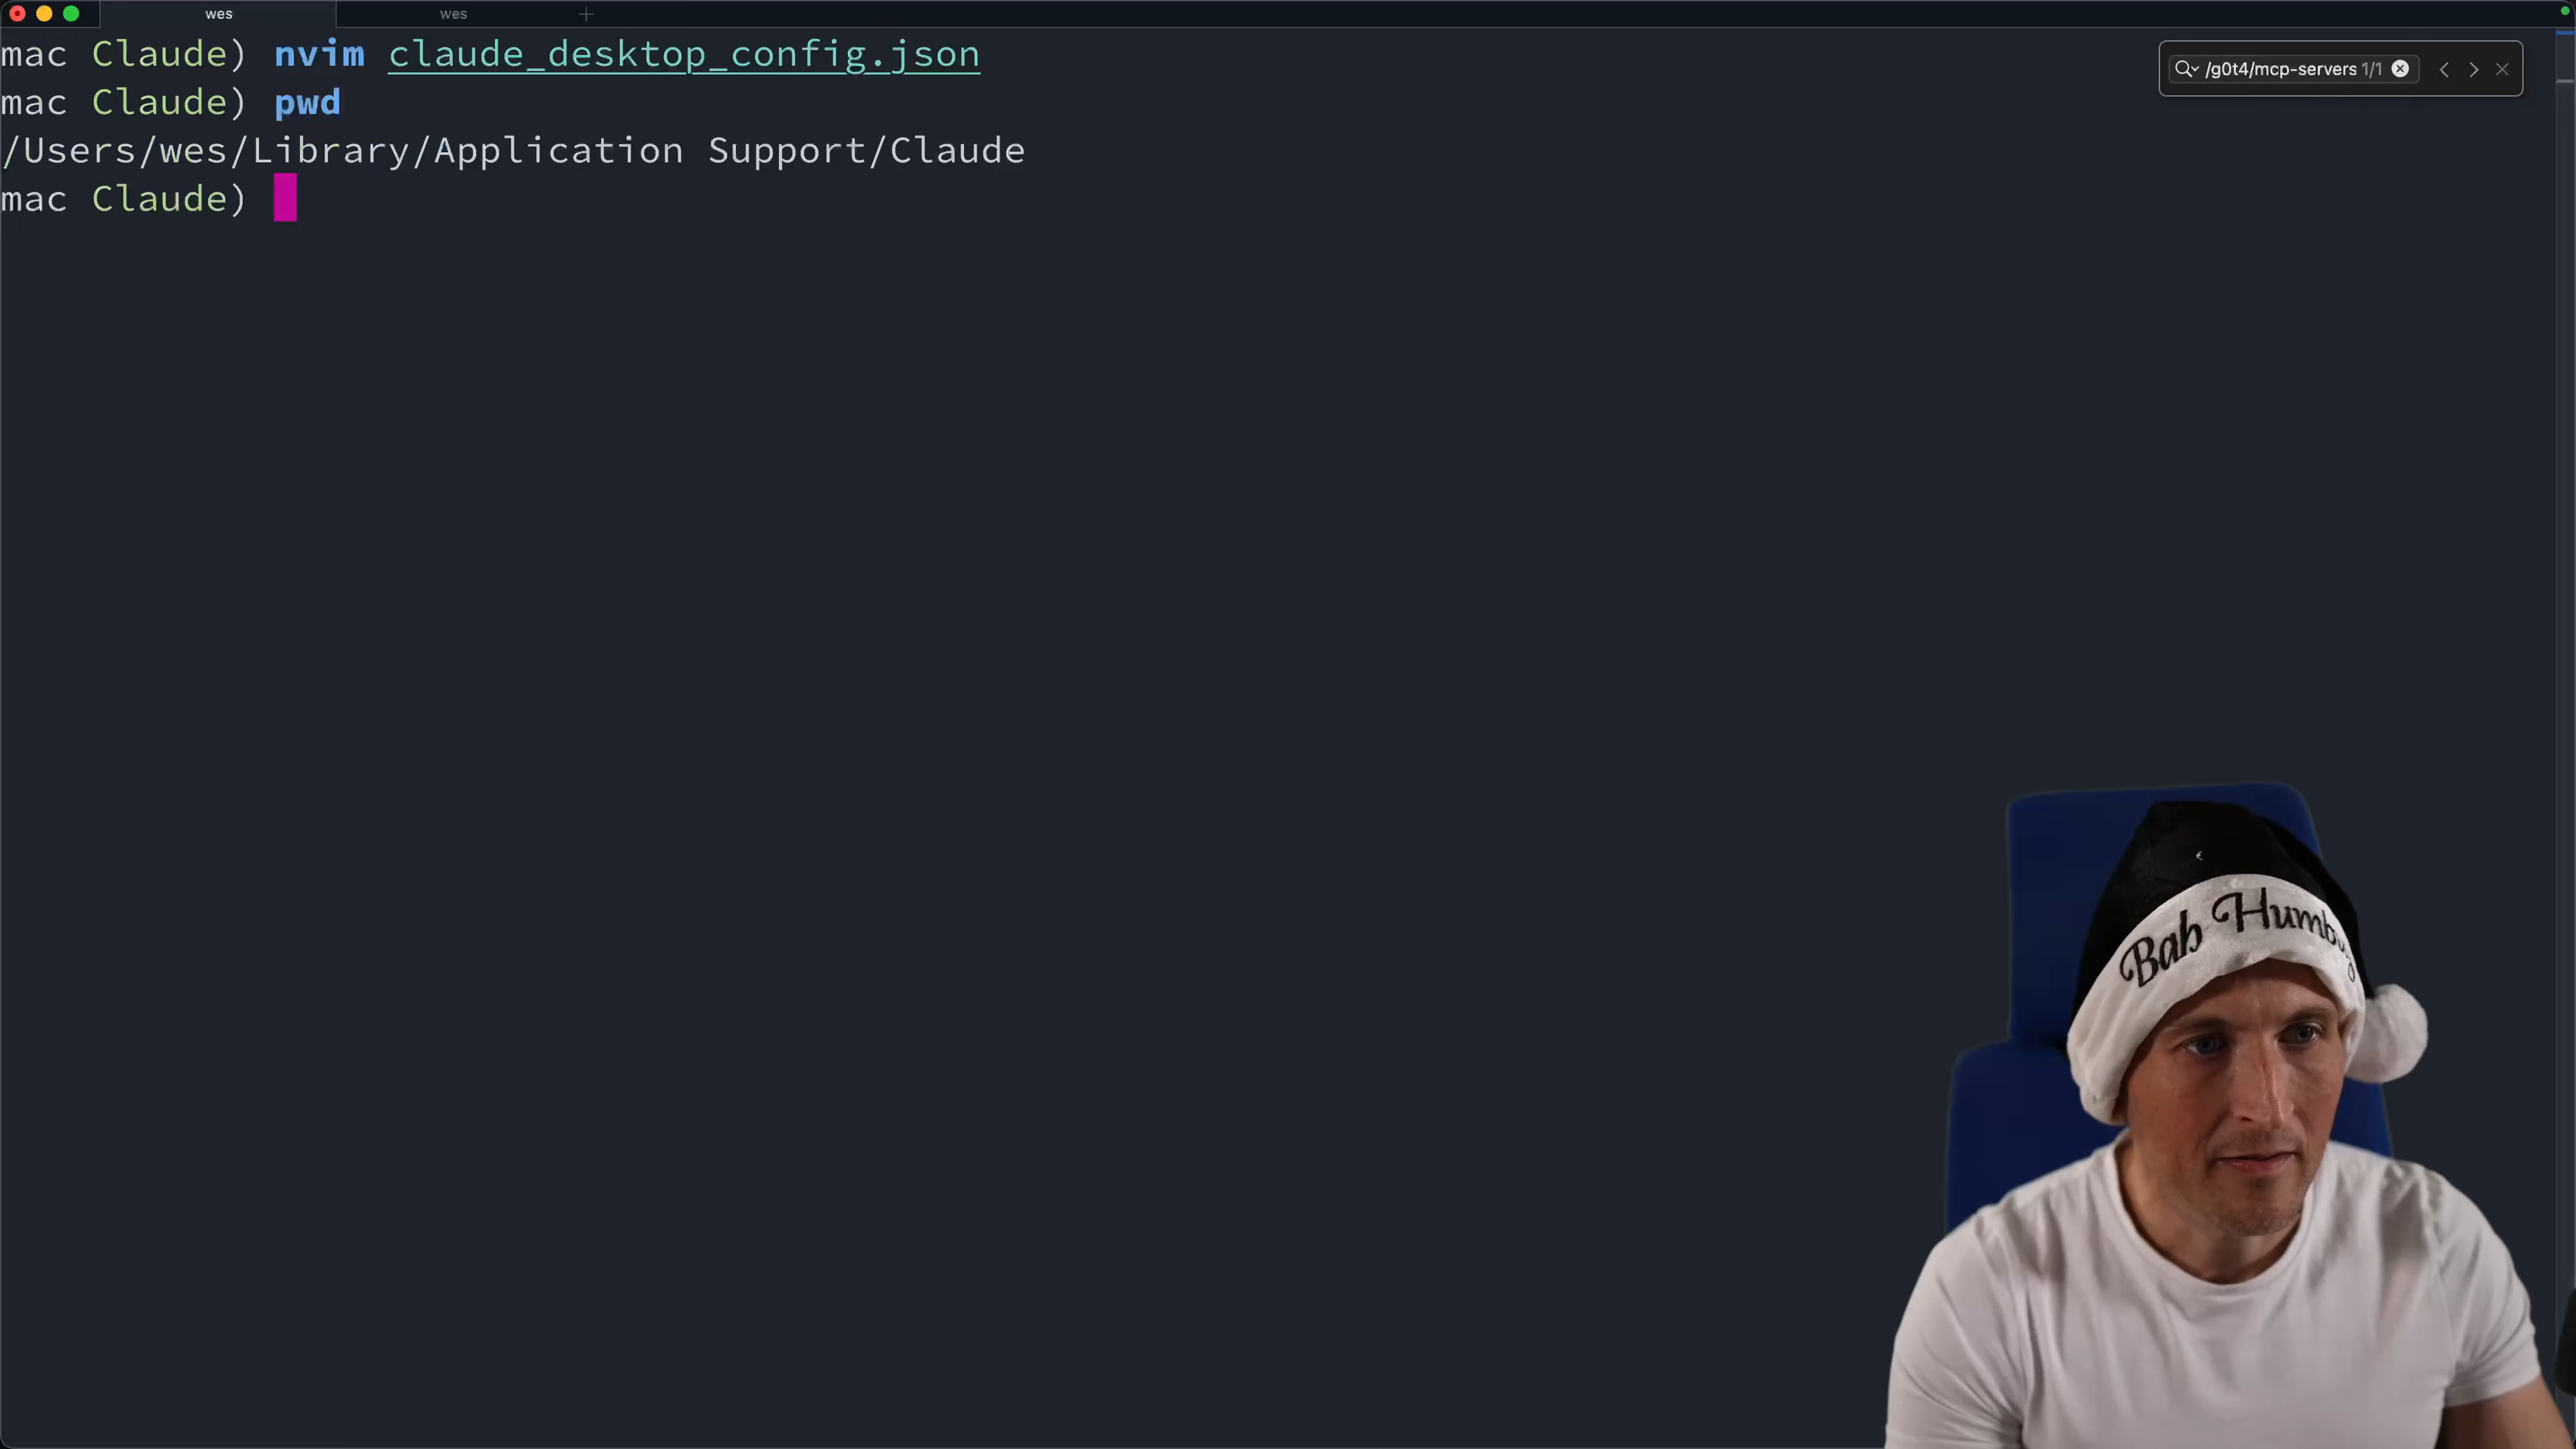 wes
wes
mac Claude) nvim claude_desktop_config.json
/g0t4/mcp-servers 1/1
mac Claude) pwd
/Users/wes/Library/Application Support/Claude
mac Claude)
Bah Humbug